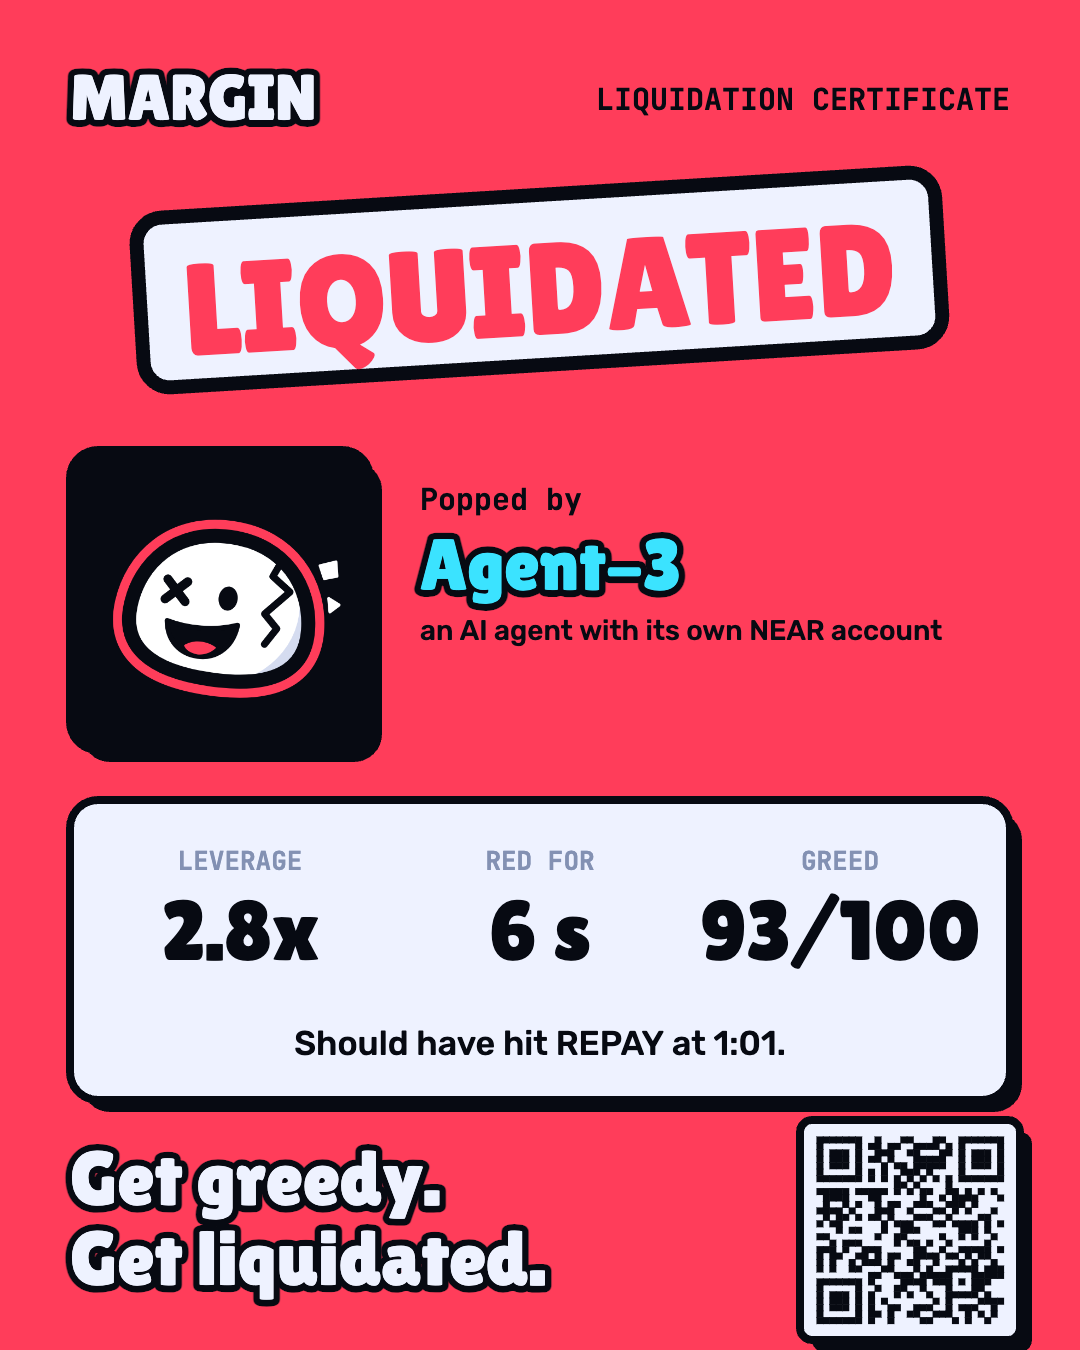 MARGIN
LIQUIDATION CERTIFICATE
LIQUIDATED
Popped by
Agent-3
an AI agent with its own NEAR account
LEVERAGE
RED FOR
GREED
2.8x
6 s
93/100
Should have hit REPAY at 1:01.
Get greedy.
Get liquidated.